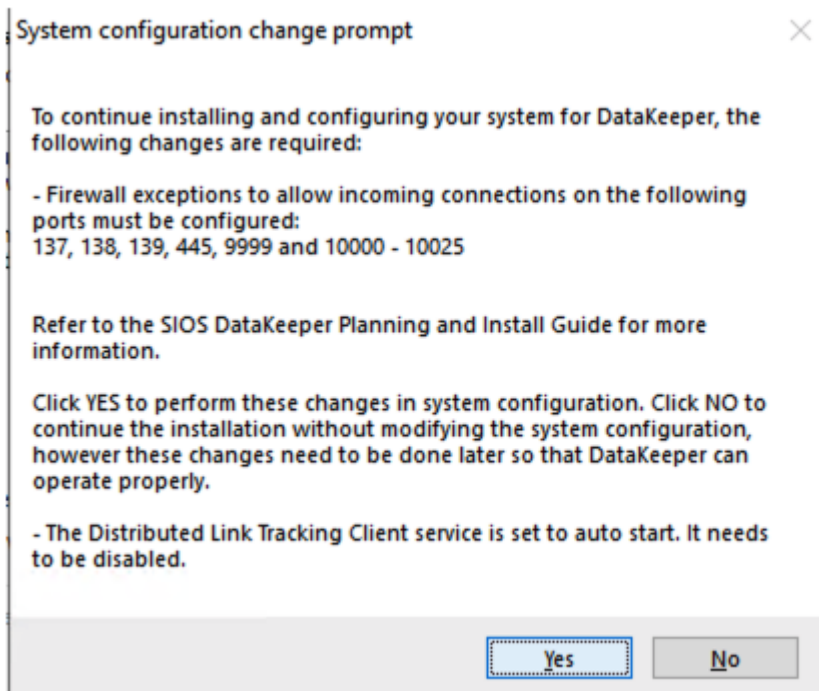 System configuration change prompt
To continue installing and configuring your system for DataKeeper, the
following changes are required:
- Firewall exceptions to allow incoming connections on the following
ports must be configured:
137, 138, 139, 445, 9999 and 10000 - 10025
Refer to the SIOS DataKeeper Planning and Install Guide for more
information.
Click YES to perform these changes in system configuration. Click NO to
continue the installation without modifying the system configuration,
however these changes need to be done later so that DataKeeper can
operate properly.
- The Distributed Link Tracking Client service is set to auto start. It needs
to be disabled.
Yes No